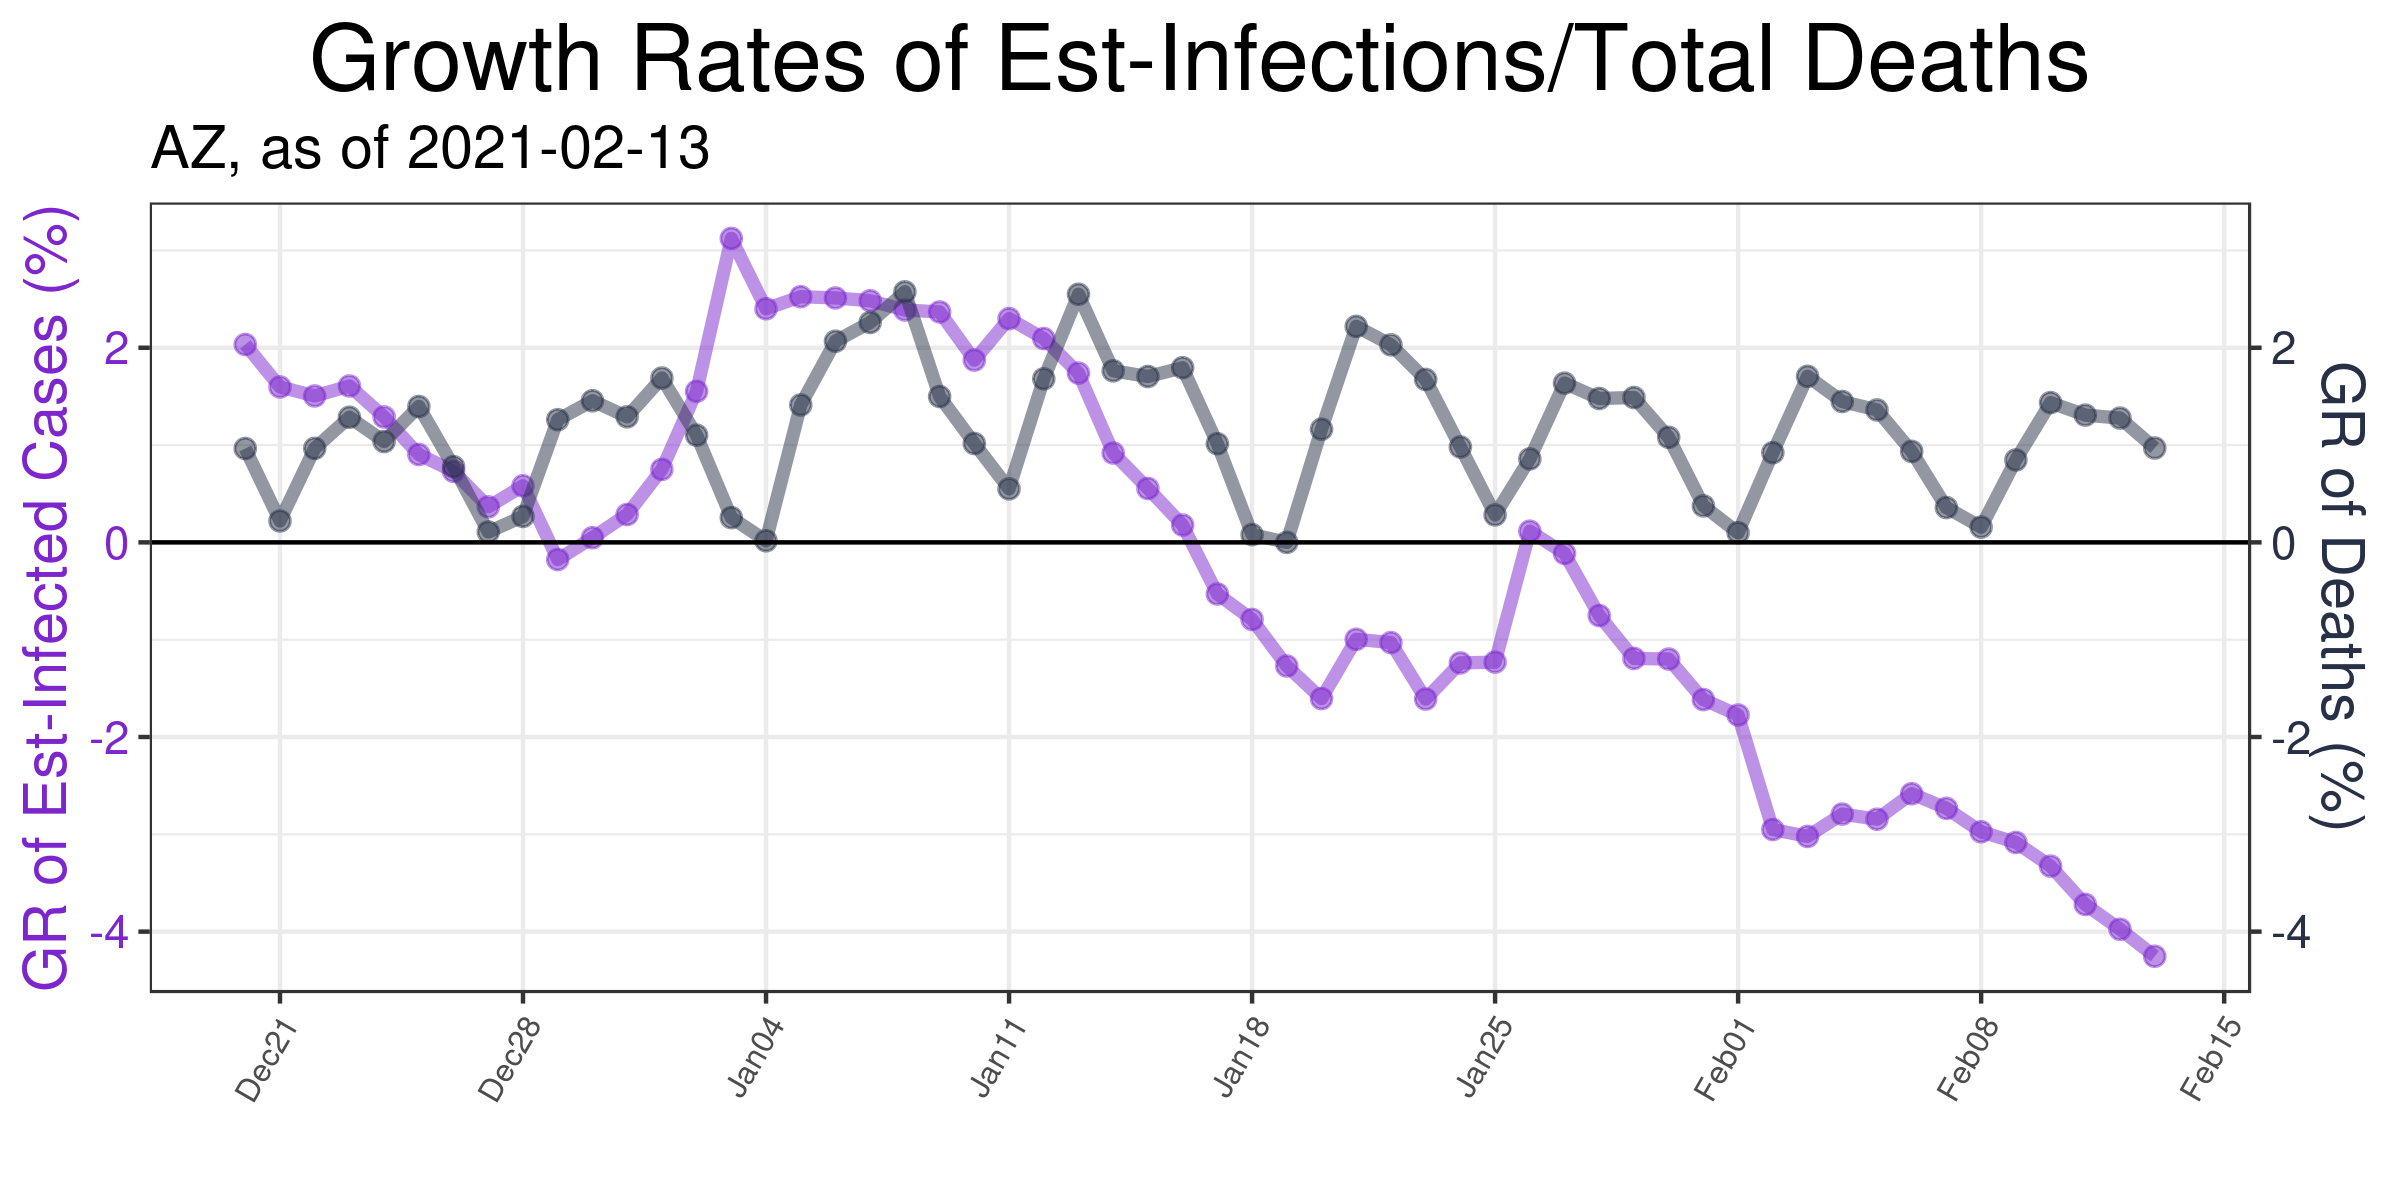 Growth Rates of Est-Infections/Total Deaths
AZ, as of 2021-02-13
GR of Est-Infected Cases (%)
2
0
-2
-4
2
0
-2
-4
GR of Deaths (%)
Dec21
Dec28
Jan04
Jan11
Jan18
Jan25
Feb01
Feb08
Feb15